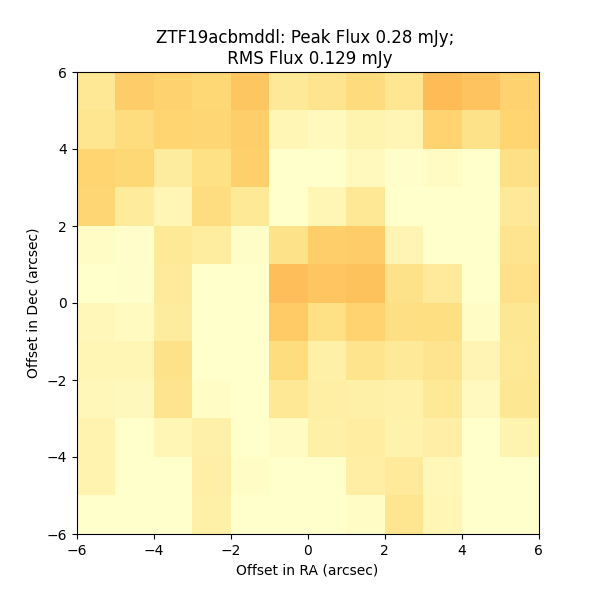 ZTF19acbmddl: Peak Flux 0.28 mJy;
RMS Flux 0.129 mJy
6
4
2
0
−2
−4
−6
Offset in Dec (arcsec)
−6 −4 −2 0 2 4 6
Offset in RA (arcsec)